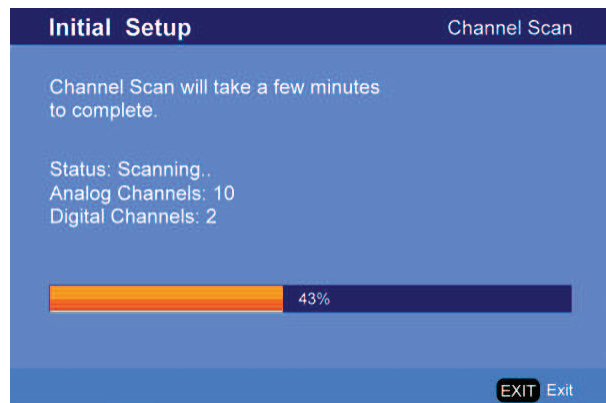 Initial Setup
Channel Scan
Channel Scan will take a few minutes
to complete.
Status: Scanning..
Analog Channels: 10
Digital Channels: 2
43%
EXIT Exit